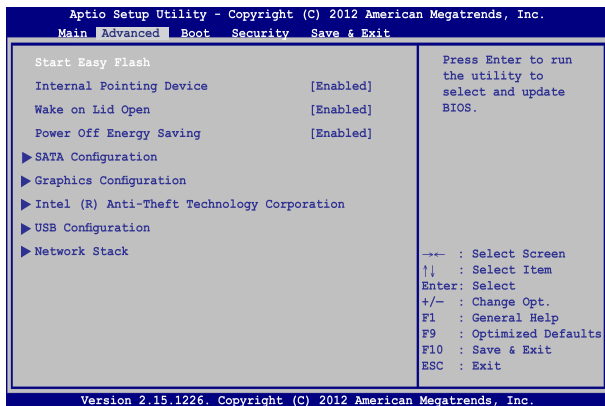 Aptio Setup Utility - Copyright (C) 2012 American Megatrends, Inc.
Main Advanced Boot Security Save & Exit
Start Easy Flash
Internal Pointing Device [Enabled]
Wake on Lid Open [Enabled]
Power Off Energy Saving [Enabled]
▶ SATA Configuration
▶ Graphics Configuration
▶ Intel (R) Anti-Theft Technology Corporation
▶ USB Configuration
▶ Network Stack
Press Enter to run
the utility to
select and update
BIOS.
→← : Select Screen
↑↓ : Select Item
Enter: Select
+/— : Change Opt.
F1 : General Help
F9 : Optimized Defaults
F10 : Save & Exit
ESC : Exit
Version 2.15.1226. Copyright (C) 2012 American Megatrends, Inc.